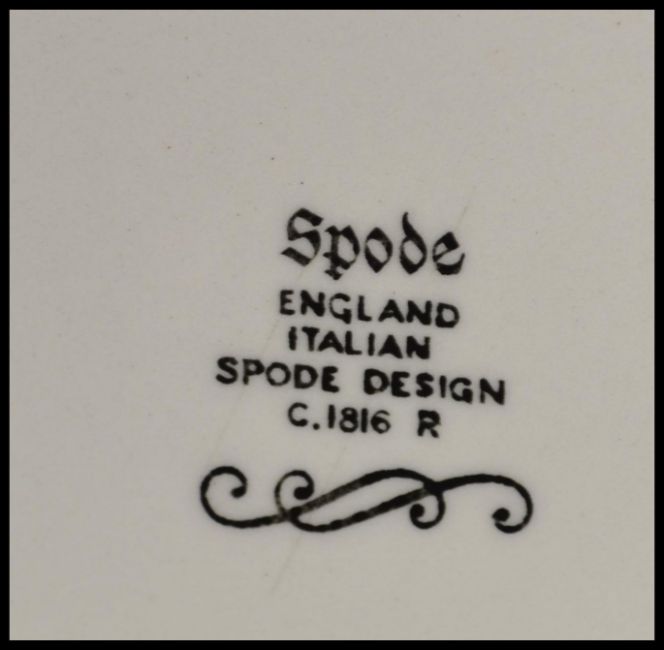 Spode
ENGLAND
ITALIAN
SPODE DESIGN
C.1816 R